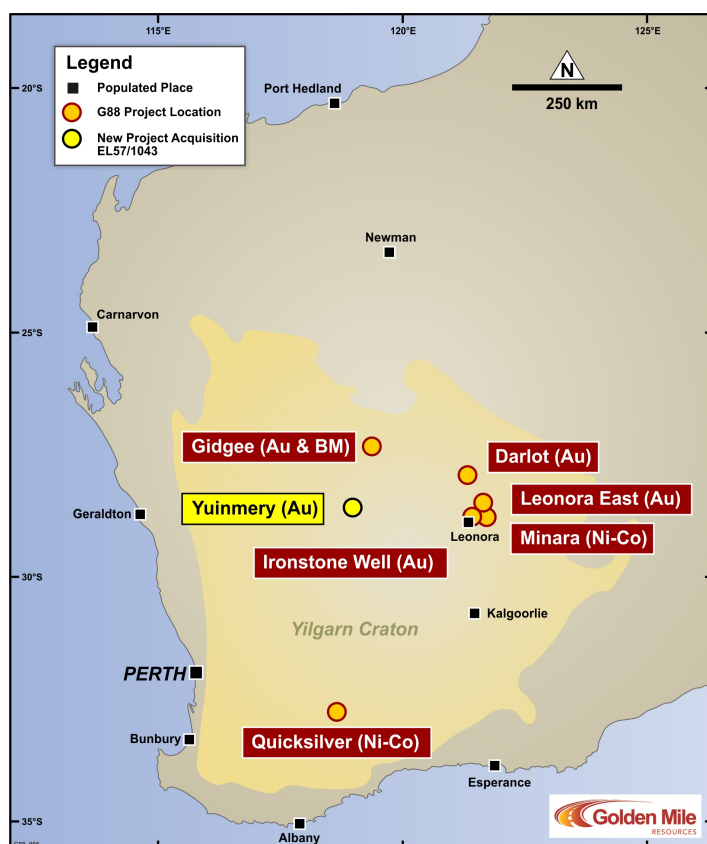 115°E
120°E
125°E
Legend
Populated Place
G88 Project Location
New Project Acquisition
EL57/1043
N
250 km
20°S
Port Hedland
Newman
Carnarvon
25°S
Gidgee (Au & BM)
Darlot (Au)
Yuinmery (Au)
Leonora East (Au)
Geraldton
Leonora
Minara (Ni-Co)
Ironstone Well (Au)
30°S
Kalgoorlie
Yilgarn Craton
PERTH
Bunbury
Quicksilver (Ni-Co)
Esperance
35°S
Albany
Golden Mile
RESOURCES